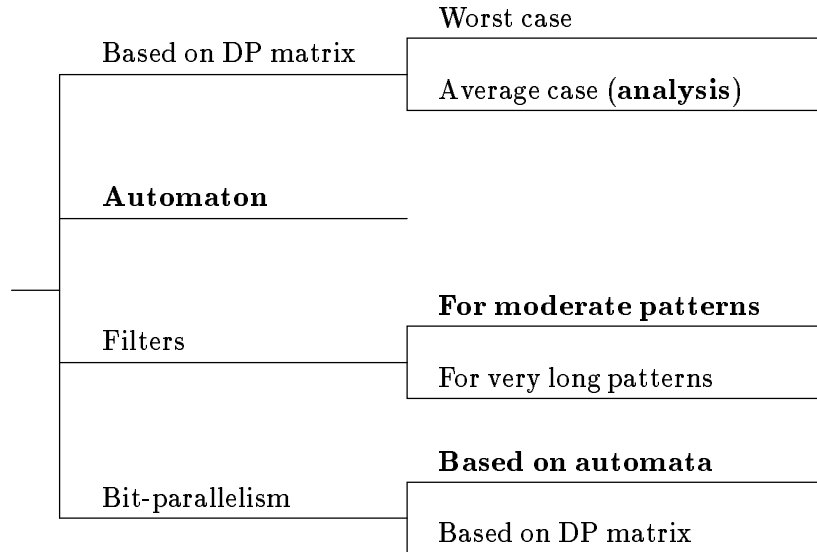 Worst case
Based on DP matrix
Average case (analysis)
Automaton
For moderate patterns
Filters
For very long patterns
Based on automata
Bit-parallelism
Based on DP matrix